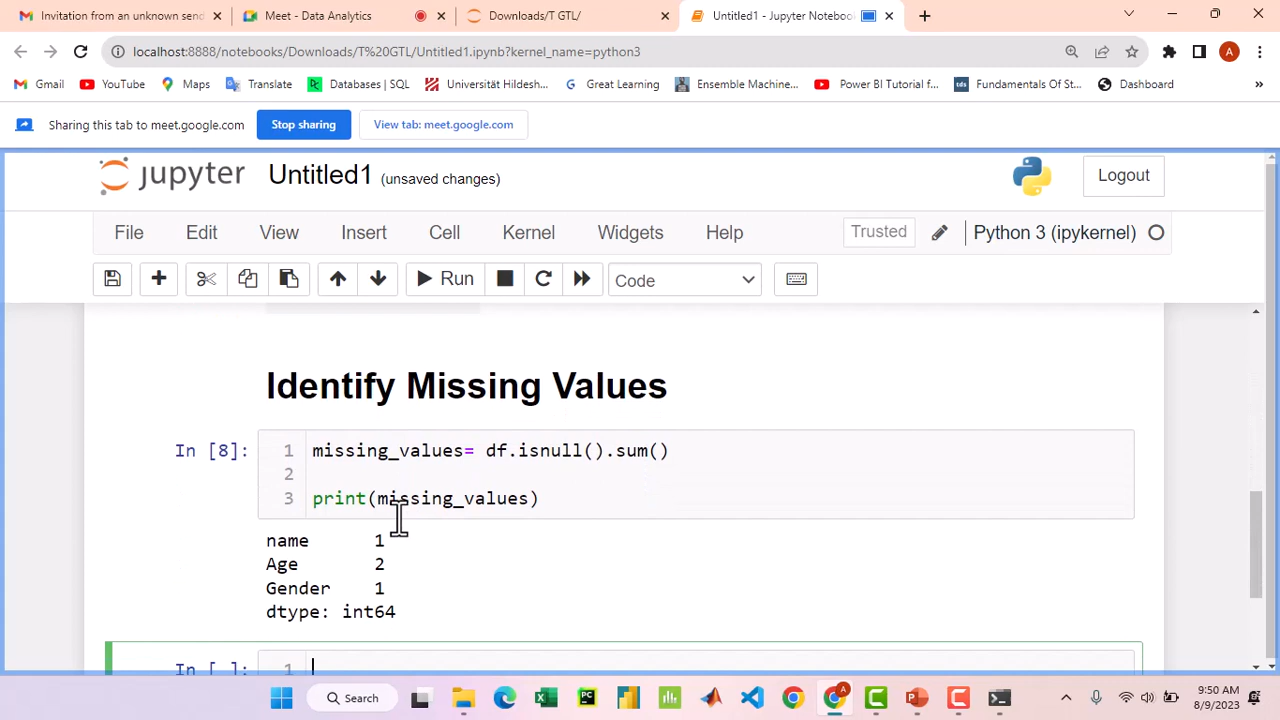 Invitation from an unknown send
Meet - Data Analytics
Downloads/T GTL/
Untitled1 - Jupyter Notebook
localhost:8888/notebooks/Downloads/T%20GTL/Untitled1.ipynb?kernel_name=python3
A
Gmail
YouTube
Maps
Translate
Databases | SQL
Universität Hildesh...
Great Learning
Ensemble Machine...
Power BI Tutorial f...
Fundamentals Of St...
Dashboard
Sharing this tab to meet.google.com
Stop sharing
View tab: meet.google.com
jupyter
Untitled1 (unsaved changes)
Logout
File Edit View Insert Cell Kernel Widgets Help
Trusted
Python 3 (ipykernel)
Run
Code
Identify Missing Values
In [8]:
1 missing_values= df.isnull().sum()
2
3 print(missing_values)
name 1
Age 2
Gender 1
dtype: int64
In [ ]:
1
Search
9:50 AM
8/9/2023